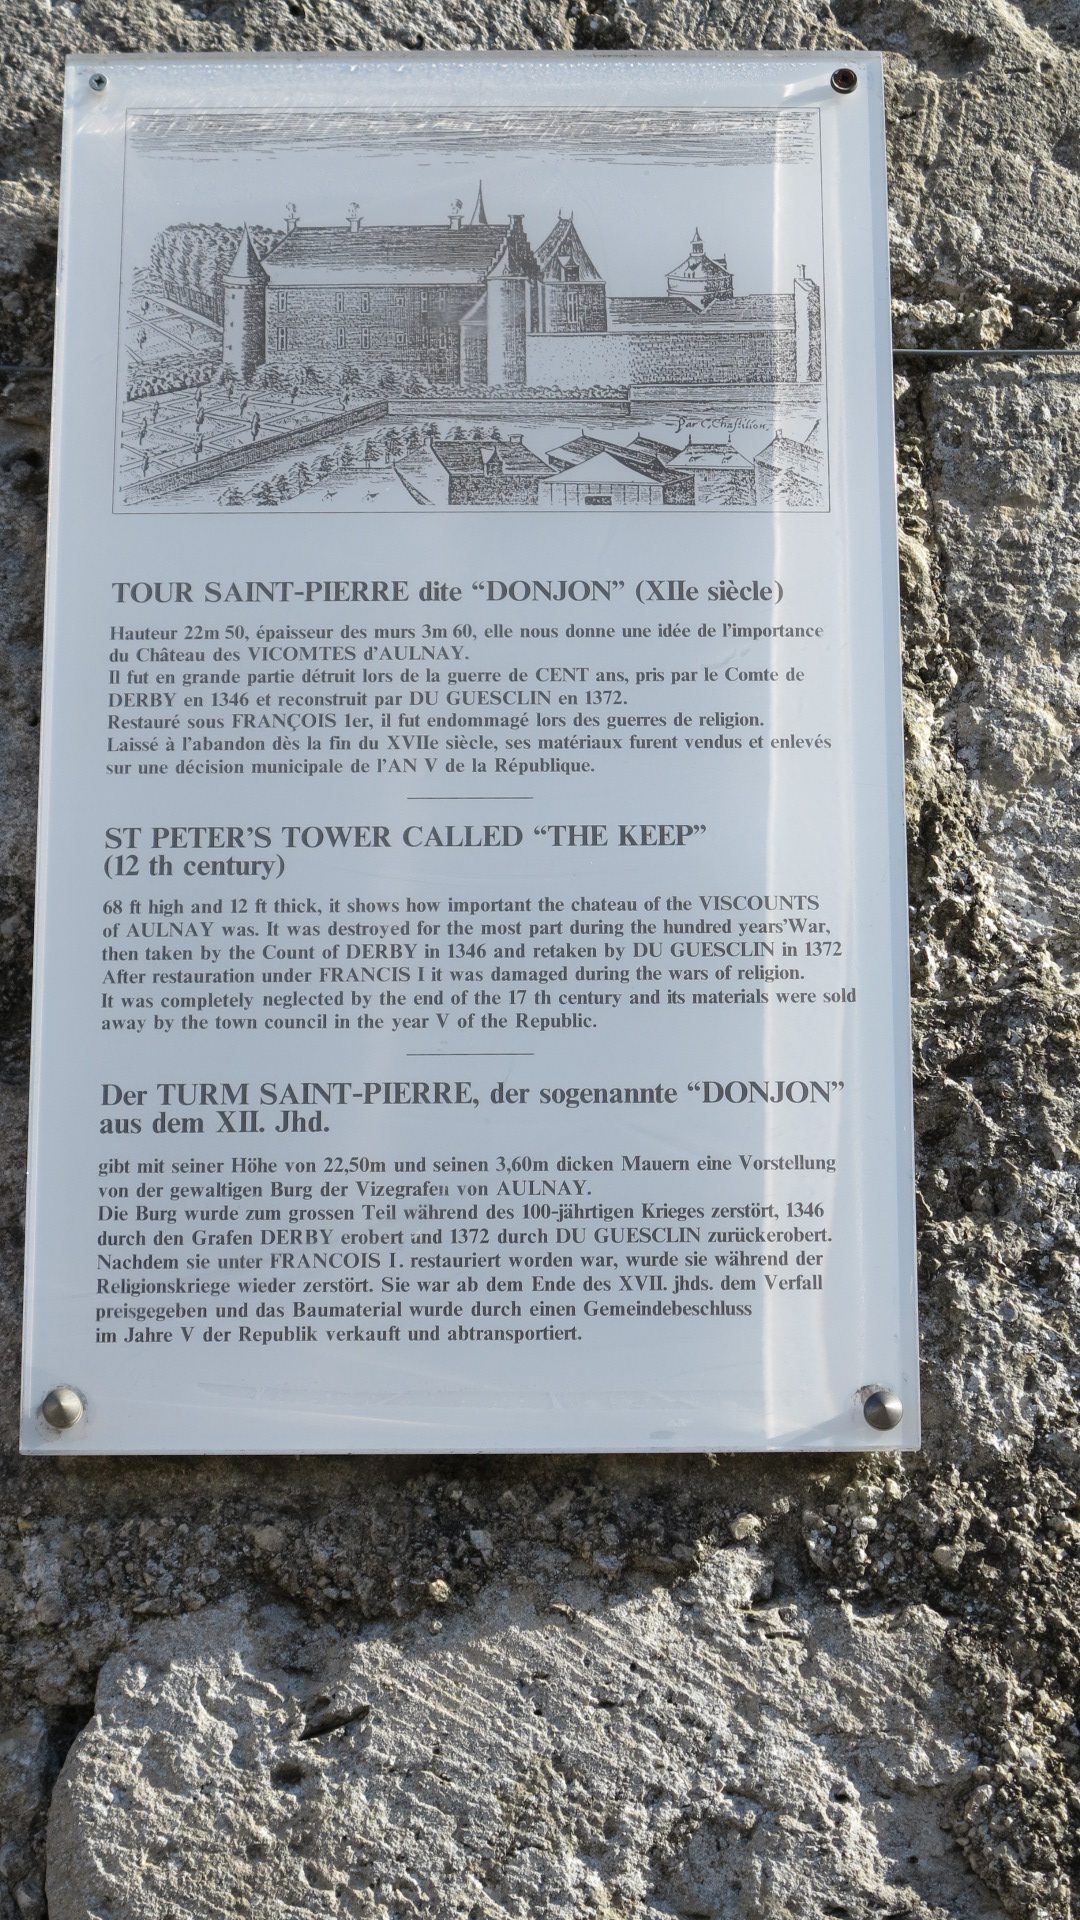 Par C. Chastillon.
TOUR SAINT-PIERRE dite “DONJON” (XIIe siècle)
Hauteur 22m 50, épaisseur des murs 3m 60, elle nous donne une idée de l'importance
du Château des VICOMTES d'AULNAY.
Il fut en grande partie détruit lors de la guerre de CENT ans, pris par le Comte de
DERBY en 1346 et reconstruit par DU GUESCLIN en 1372.
Restauré sous FRANÇOIS 1er, il fut endommagé lors des guerres de religion.
Laissé à l'abandon dès la fin du XVIIe siècle, ses matériaux furent vendus et enlevés
sur une décision municipale de l'AN V de la République.
ST PETER'S TOWER CALLED “THE KEEP”
(12 th century)
68 ft high and 12 ft thick, it shows how important the chateau of the VISCOUNTS
of AULNAY was. It was destroyed for the most part during the hundred years'War,
then taken by the Count of DERBY in 1346 and retaken by DU GUESCLIN in 1372
After restauration under FRANCIS I it was damaged during the wars of religion.
It was completely neglected by the end of the 17 th century and its materials were sold
away by the town council in the year V of the Republic.
Der TURM SAINT-PIERRE, der sogenannte “DONJON”
aus dem XII. Jhd.
gibt mit seiner Höhe von 22,50m und seinen 3,60m dicken Mauern eine Vorstellung
von der gewaltigen Burg der Vizegrafen von AULNAY.
Die Burg wurde zum grossen Teil während des 100-jährtigen Krieges zerstört, 1346
durch den Grafen DERBY erobert und 1372 durch DU GUESCLIN zurückerobert.
Nachdem sie unter FRANCOIS I. restauriert worden war, wurde sie während der
Religionskriege wieder zerstört. Sie war ab dem Ende des XVII. jhds. dem Verfall
preisgegeben und das Baumaterial wurde durch einen Gemeindebeschluss
im Jahre V der Republik verkauft und abtransportiert.